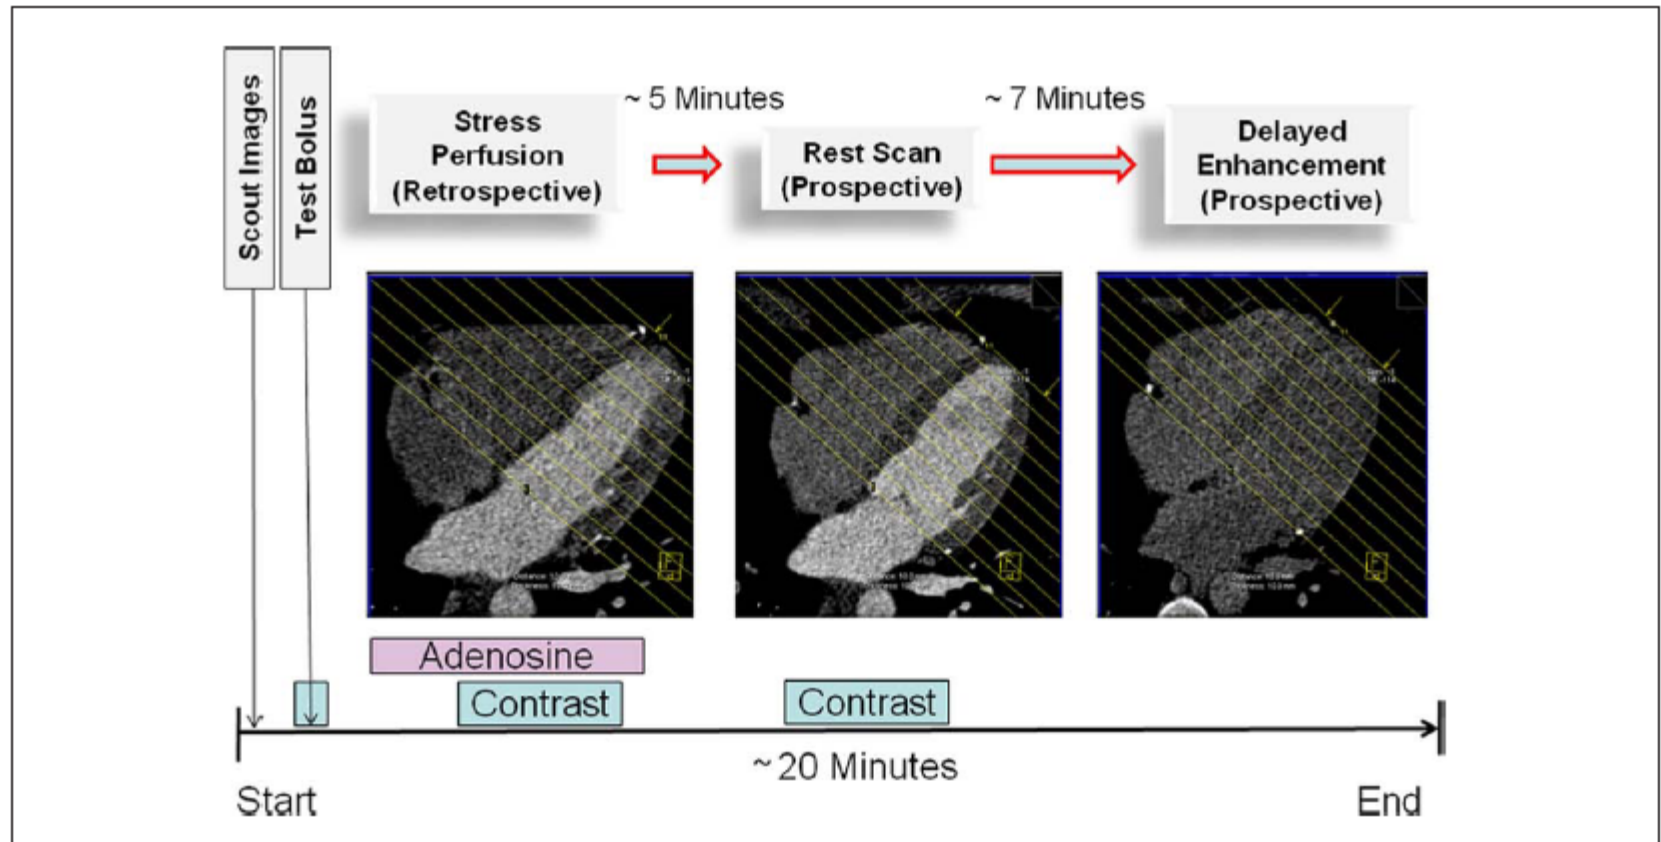 Scout Images
Test Bolus
Stress
Perfusion
(Retrospective)
~ 5 Minutes
Rest Scan
(Prospective)
~ 7 Minutes
Delayed
Enhancement
(Prospective)
Adenosine
Contrast
Contrast
~ 20 Minutes
Start
End